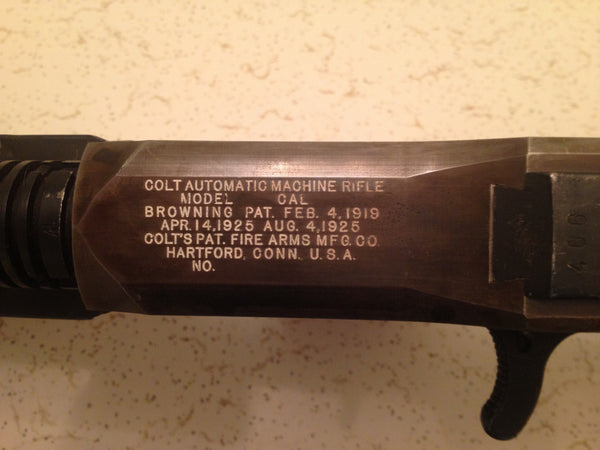 COLT AUTOMATIC MACHINE RIFLE
MODEL CAL
BROWNING PAT. FEB. 4, 1919
APR. 14, 1925 AUG. 4, 1925
COLT'S PAT. FIRE ARMS MFG. CO.
HARTFORD, CONN. U.S.A.
NO.
466